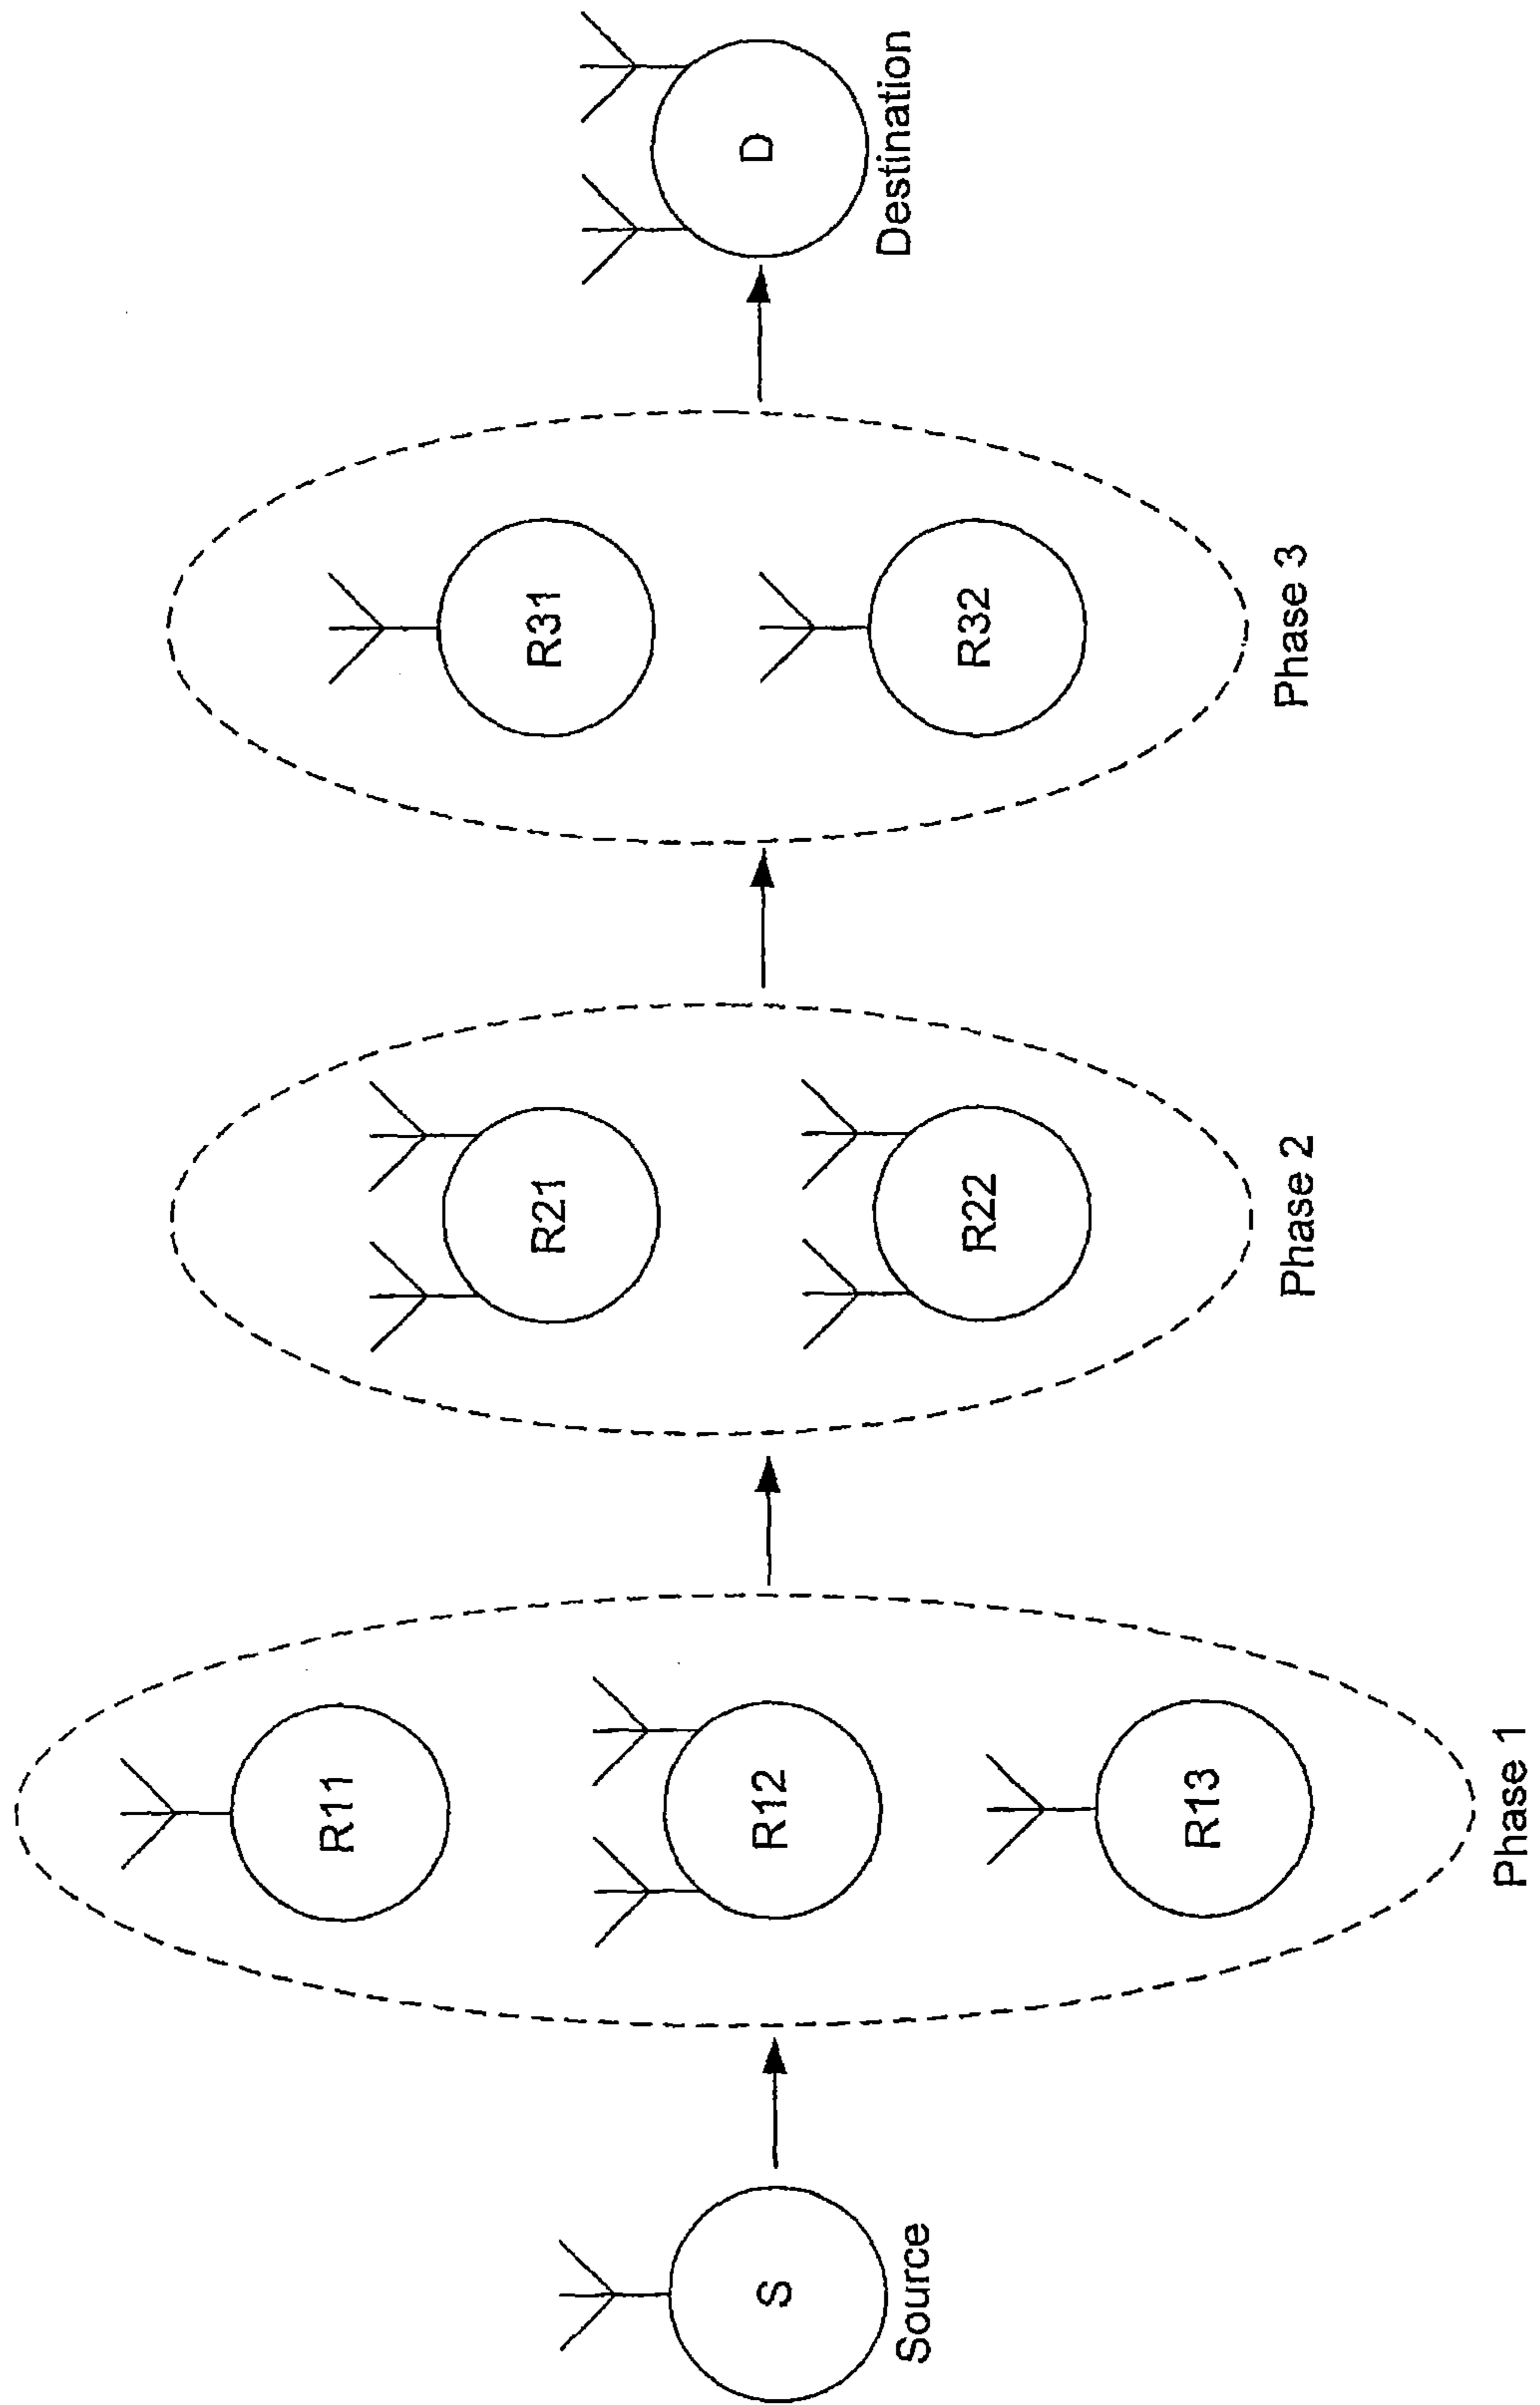 S
Source
R11
R12
R13
Phase 1
R21
R22
Phase 2
R31
R32
Phase 3
D
Destination